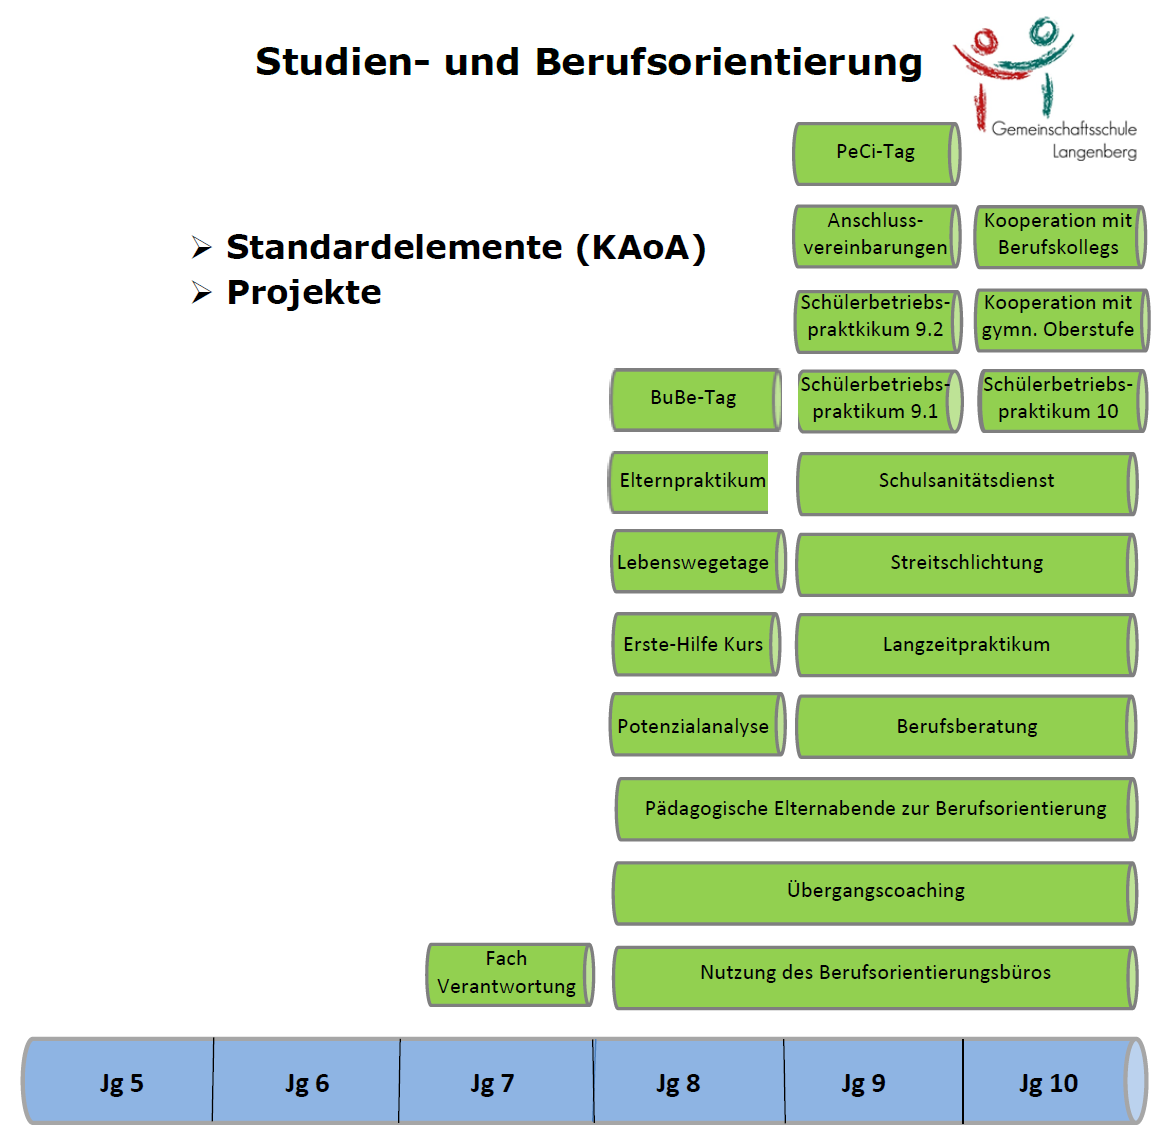 Studien- und Berufsorientierung
Gemeinschaftsschule
Langenberg
PeCi-Tag
➢ Standardelemente (KAoA)
➢ Projekte
Anschluss-
vereinbarungen
Kooperation mit
Berufskollegs
Schülerbetriebs-
praktkikum 9.2
Kooperation mit
gymn. Oberstufe
BuBe-Tag
Schülerbetriebs-
praktikum 9.1
Schülerbetriebs-
praktikum 10
Elternpraktikum
Schulsanitätsdienst
Lebenswegetage
Streitschlichtung
Erste-Hilfe Kurs
Langzeitpraktikum
Potenzialanalyse
Berufsberatung
Pädagogische Elternabende zur Berufsorientierung
Übergangscoaching
Fach
Verantwortung
Nutzung des Berufsorientierungsbüros
Jg 5
Jg 6
Jg 7
Jg 8
Jg 9
Jg 10